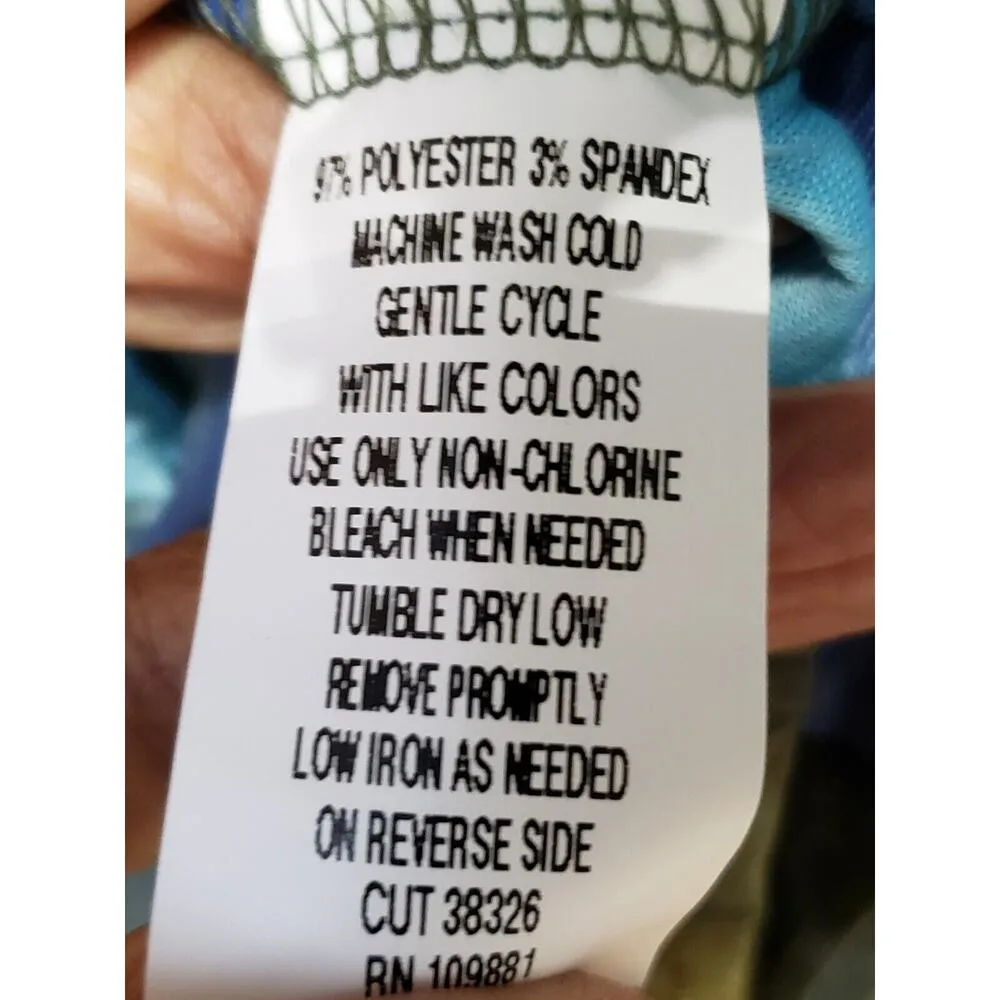 97% POLYESTER 3% SPANDEX
MACHINE WASH COLD
GENTLE CYCLE
WITH LIKE COLORS
USE ONLY NON-CHLORINE
BLEACH WHEN NEEDED
TUMBLE DRY LOW
REMOVE PROMPTLY
LOW IRON AS NEEDED
ON REVERSE SIDE
CUT 38326
RN 109881